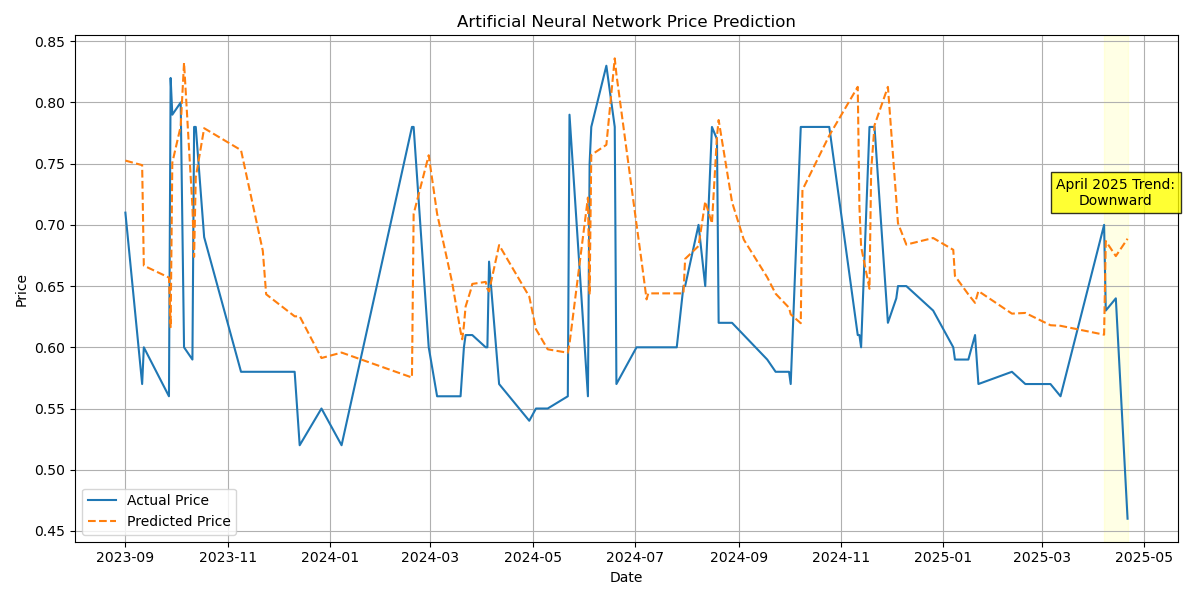 Artificial Neural Network Price Prediction
0.85
0.80
0.75
0.70
0.65
0.60
0.55
0.50
0.45
Price
April 2025 Trend:
Downward
Actual Price
Predicted Price
2023-09 2023-11 2024-01 2024-03 2024-05 2024-07 2024-09 2024-11 2025-01 2025-03 2025-05
Date